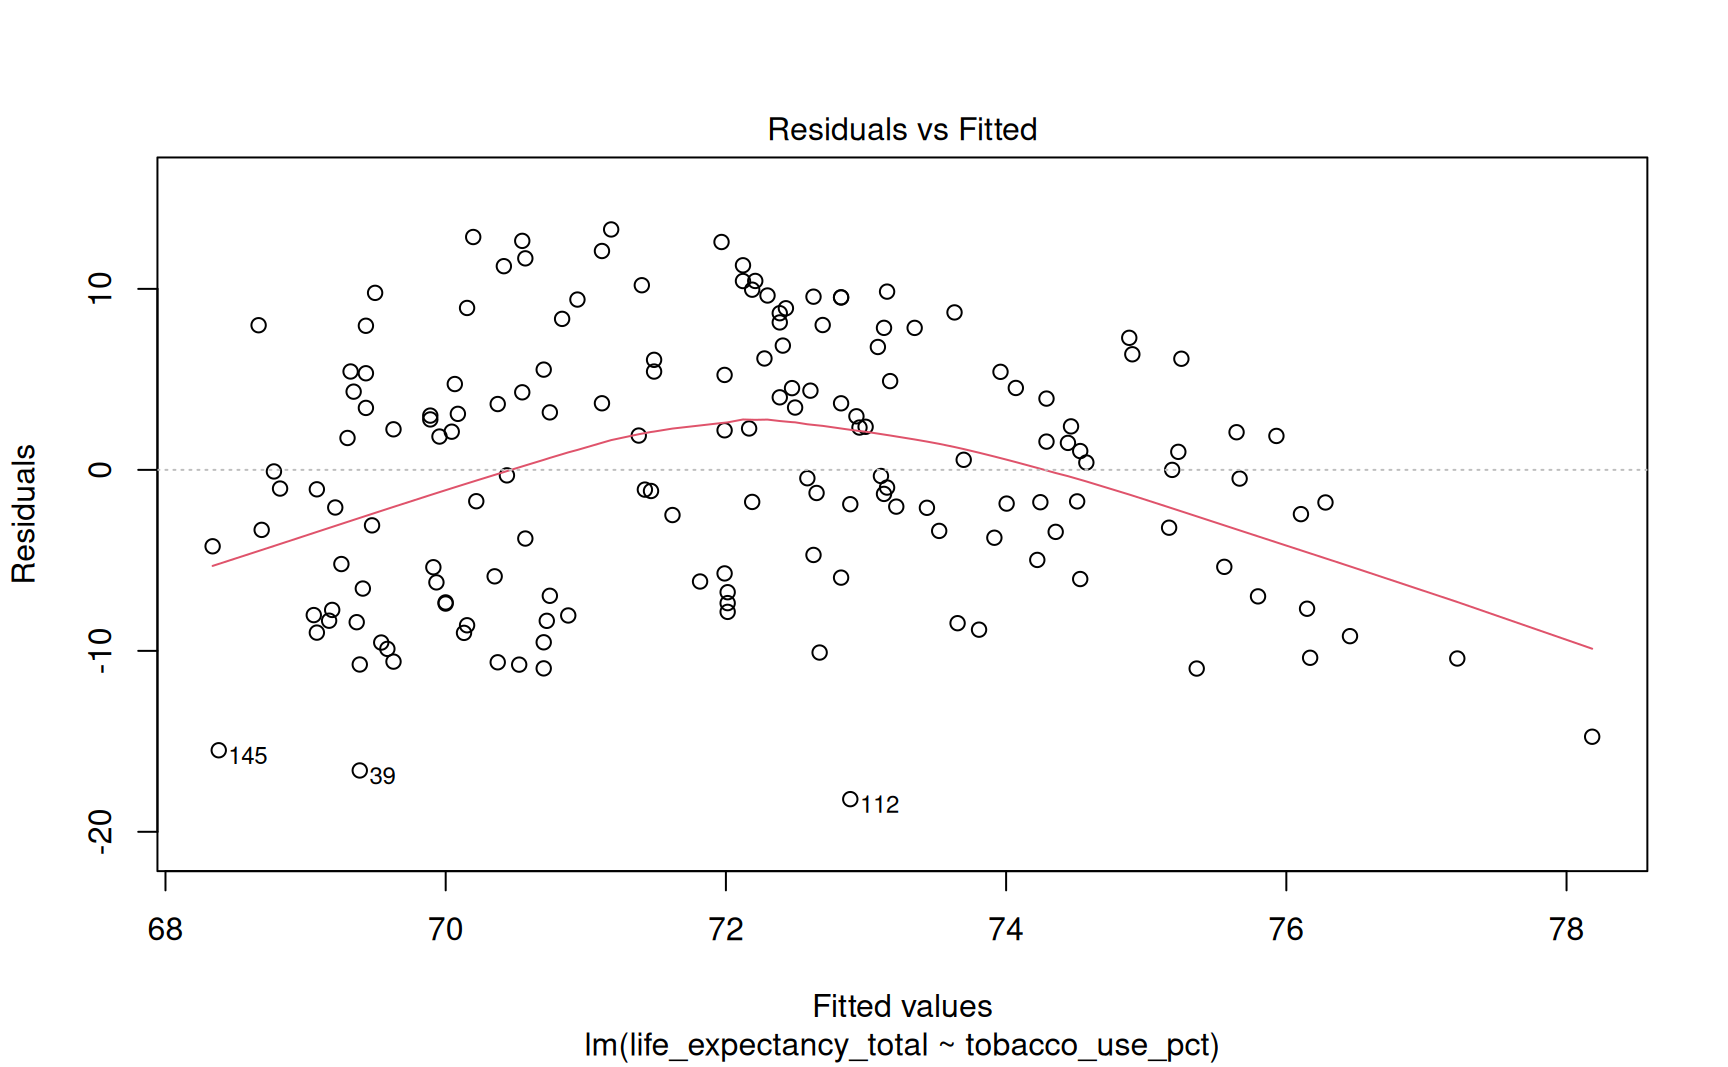 Residuals vs Fitted
Residuals
10
0
-10
-20
145
39
112
68 70 72 74 76 78
Fitted values
lm(life_expectancy_total ~ tobacco_use_pct)